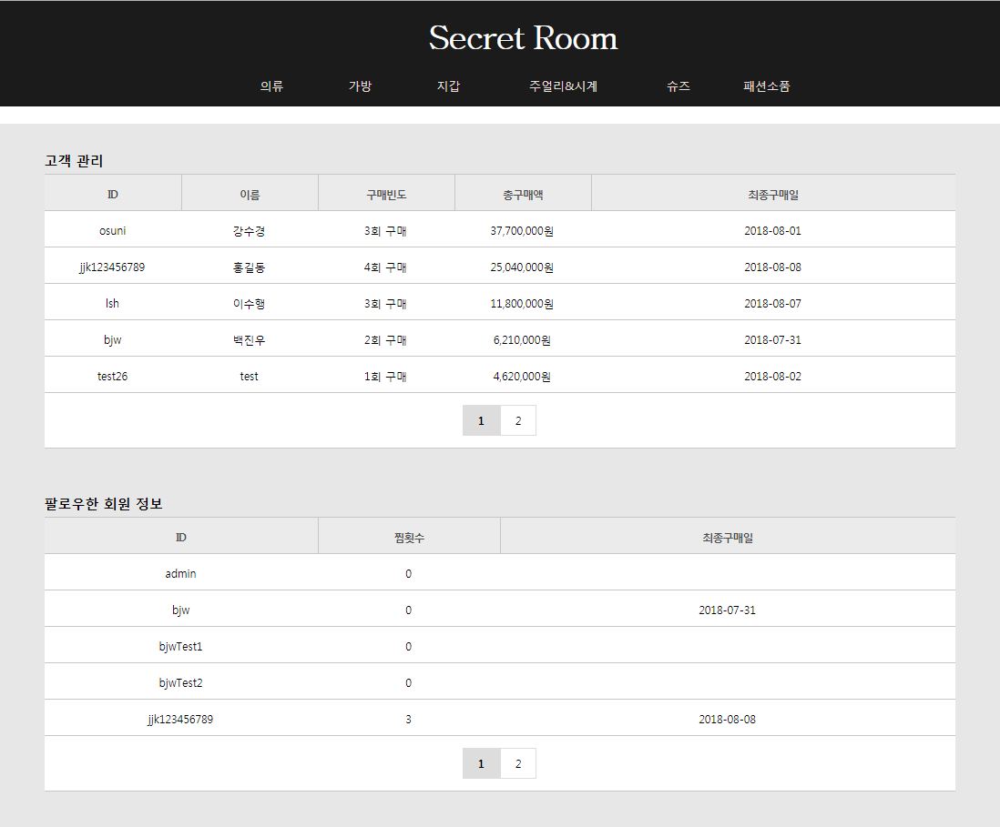 Secret Room
의류 가방 지갑 주얼리&시계 슈즈 패션소품
고객 관리
ID 이름 구매빈도 총구매액 최종구매일
osuni 강수경 3회 구매 37,700,000원 2018-08-01
jjk123456789 홍길동 4회 구매 25,040,000원 2018-08-08
lsh 이수행 3회 구매 11,800,000원 2018-08-07
bjw 백진우 2회 구매 6,210,000원 2018-07-31
test26 test 1회 구매 4,620,000원 2018-08-02
1 2
팔로우한 회원 정보
ID 찜횟수 최종구매일
admin 0
bjw 0 2018-07-31
bjwTest1 0
bjwTest2 0
jjk123456789 3 2018-08-08
1 2